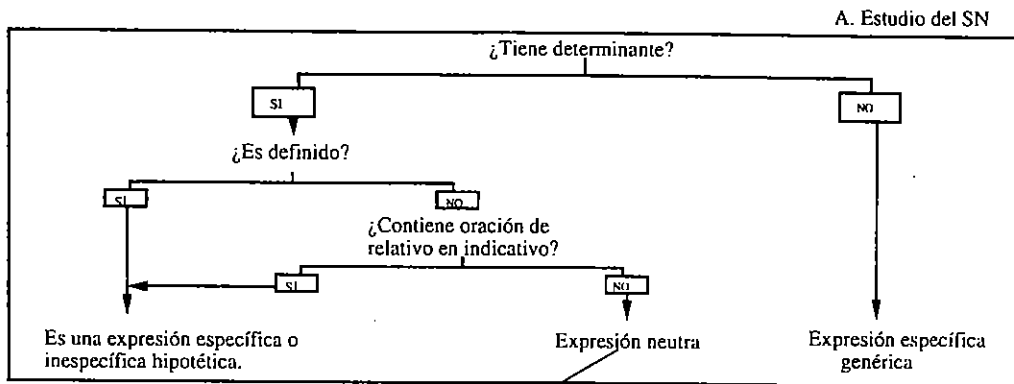 A. Estudio del SN
¿Tiene determinante?
SI
NO
¿Es definido?
SI
NO
¿Contiene oración de
relativo en indicativo?
SI
NO
Es una expresión específica o
inespecífica hipotética.
Expresión neutra
Expresión específica
genérica